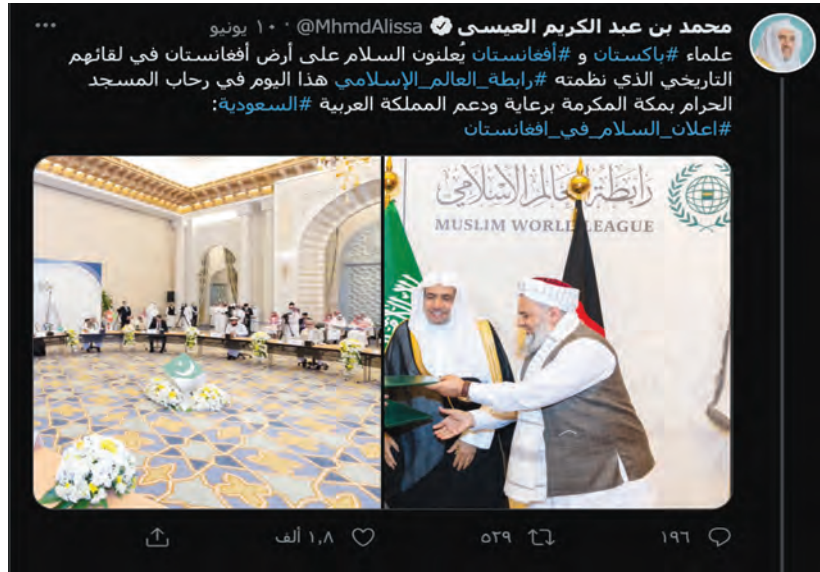 محمد بن عبد الكريم العيسى @MhmdAlissa · ١٠ يونيو
علماء #باكستان و #أفغانستان يُعلنون السلام على أرض أفغانستان في لقائهم
التاريخي الذي نظمته #رابطة_العالم_الإسلامي هذا اليوم في رحاب المسجد
الحرام بمكة المكرمة برعاية ودعم المملكة العربية #السعودية:
#اعلان_السلام_في_افغانستان
رابطة العالم الإسلامي
MUSLIM WORLD LEAGUE
١٩٦ ٥٣٩ ١,٨ ألف